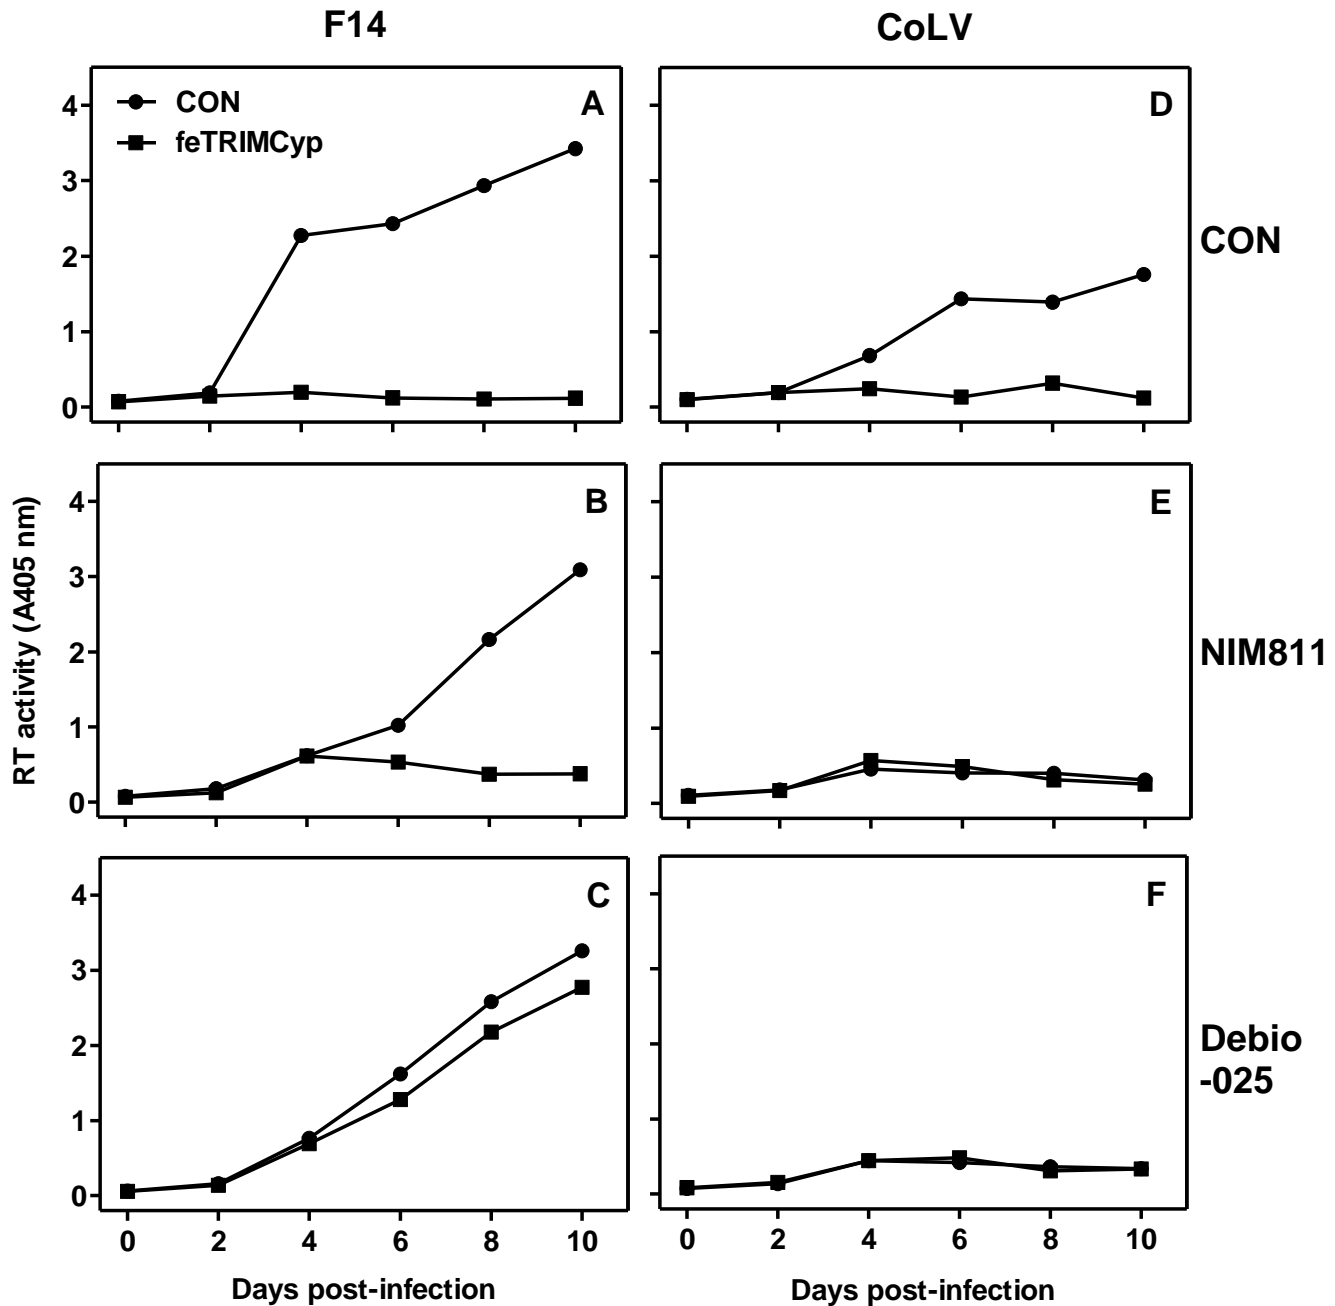 F14
CoLV
4
3
2
1
0
CON
feTRIMCyp
A
D
CON
RT activity (A405 nm)
4
3
2
1
0
B
E
NIM811
4
3
2
1
0
C
F
Debio
-025
0 2 4 6 8 10
0 2 4 6 8 10
Days post-infection
Days post-infection